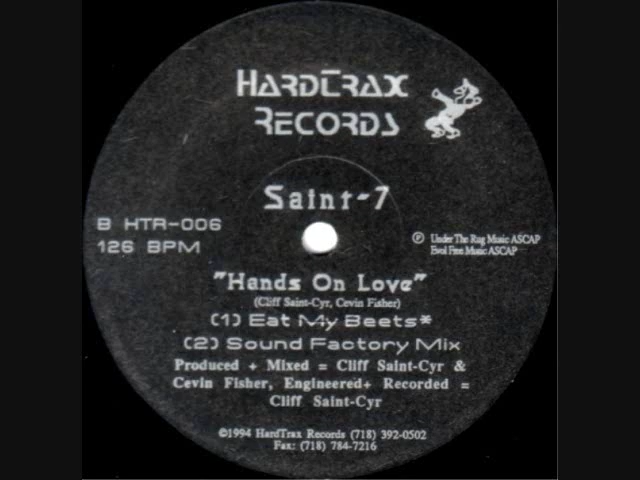 HardTrax
Records
Saint-7
B HTR-006
126 BPM
℗ Under The Rug Music ASCAP
Evol Free Music ASCAP
"Hands On Love"
(Cliff Saint-Cyr, Cevin Fisher)
(1) Eat My Beets*
(2) Sound Factory Mix
Produced + Mixed = Cliff Saint-Cyr &
Cevin Fisher, Engineered+ Recorded =
Cliff Saint-Cyr
©1994 HardTrax Records (718) 392-0502
Fax: (718) 784-7216